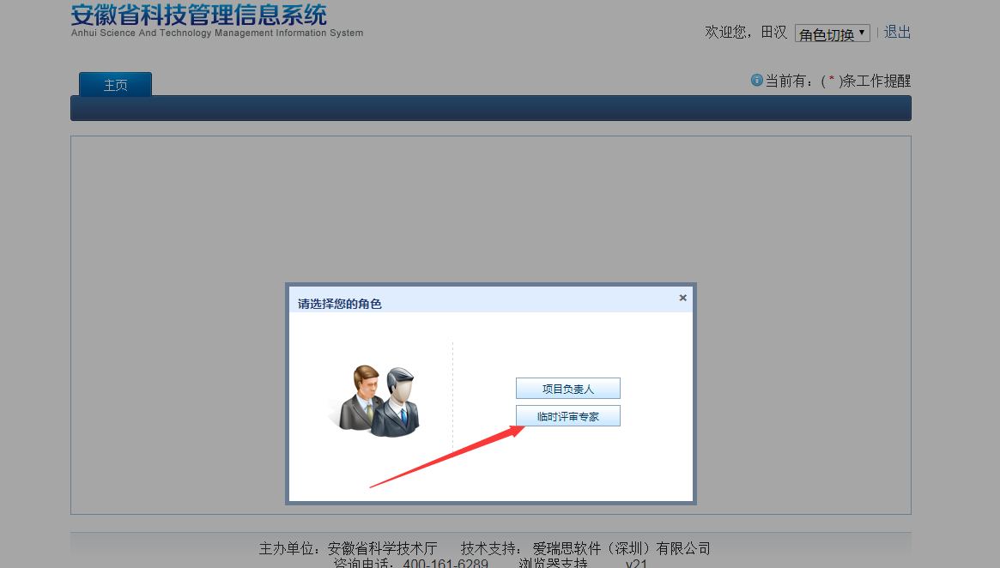 安徽省科技管理信息系统
Anhui Science And Technology Management Information System
欢迎您，田汉 角色切换 | 退出
主页
当前有：( * )条工作提醒
请选择您的角色
项目负责人
临时评审专家
主办单位：安徽省科学技术厅 技术支持： 爱瑞思软件（深圳）有限公司
咨询电话：400-161-6289 浏览器支持 v21